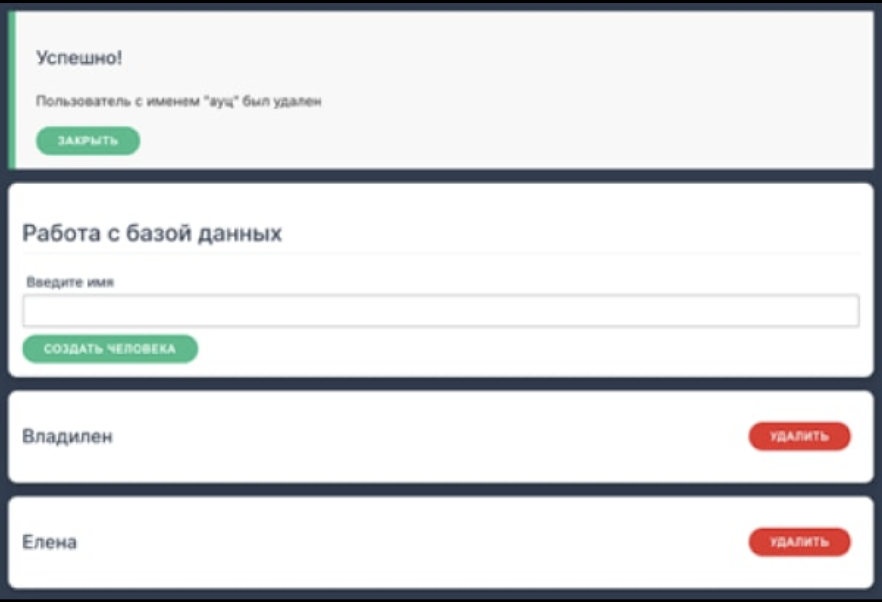 Успешно!
Пользователь с именем "ауц" был удален
ЗАКРЫТЬ
Работа с базой данных
Введите имя
СОЗДАТЬ ЧЕЛОВЕКА
Владилен
УДАЛИТЬ
Елена
УДАЛИТЬ